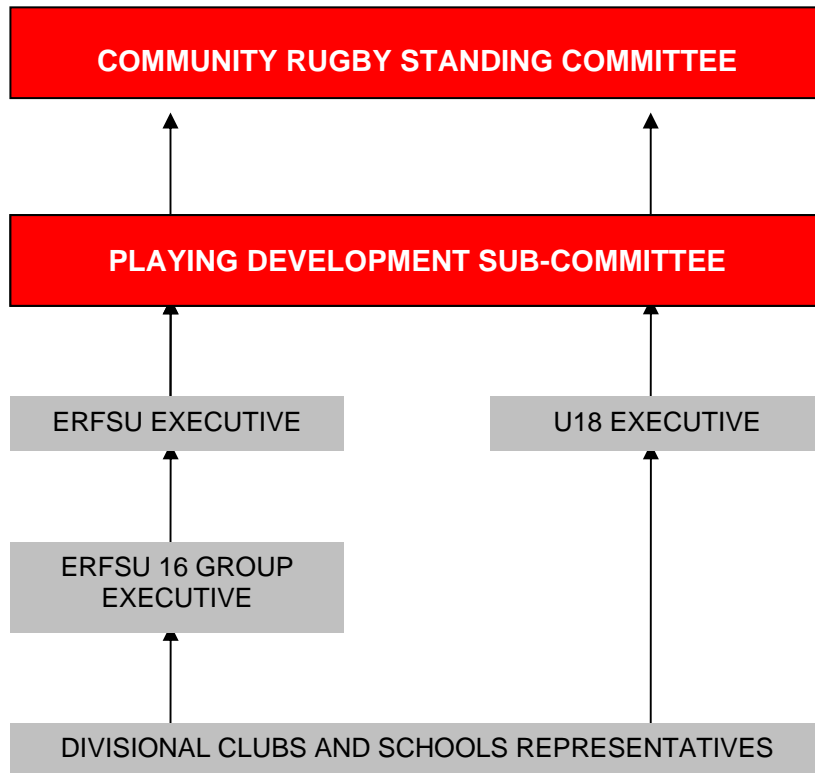 COMMUNITY RUGBY STANDING COMMITTEE
PLAYING DEVELOPMENT SUB-COMMITTEE
ERFSU EXECUTIVE
U18 EXECUTIVE
ERFSU 16 GROUP
EXECUTIVE
DIVISIONAL CLUBS AND SCHOOLS REPRESENTATIVES